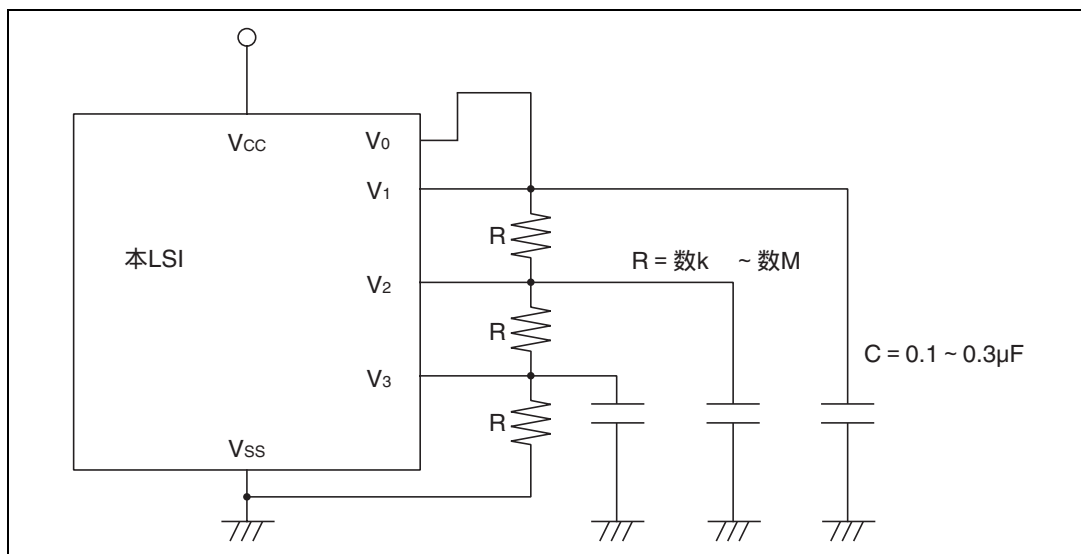 VCC
V0
V1
本LSI
R
R = 数k ~ 数M
V2
R
C = 0.1 ~ 0.3µF
V3
R
VSS